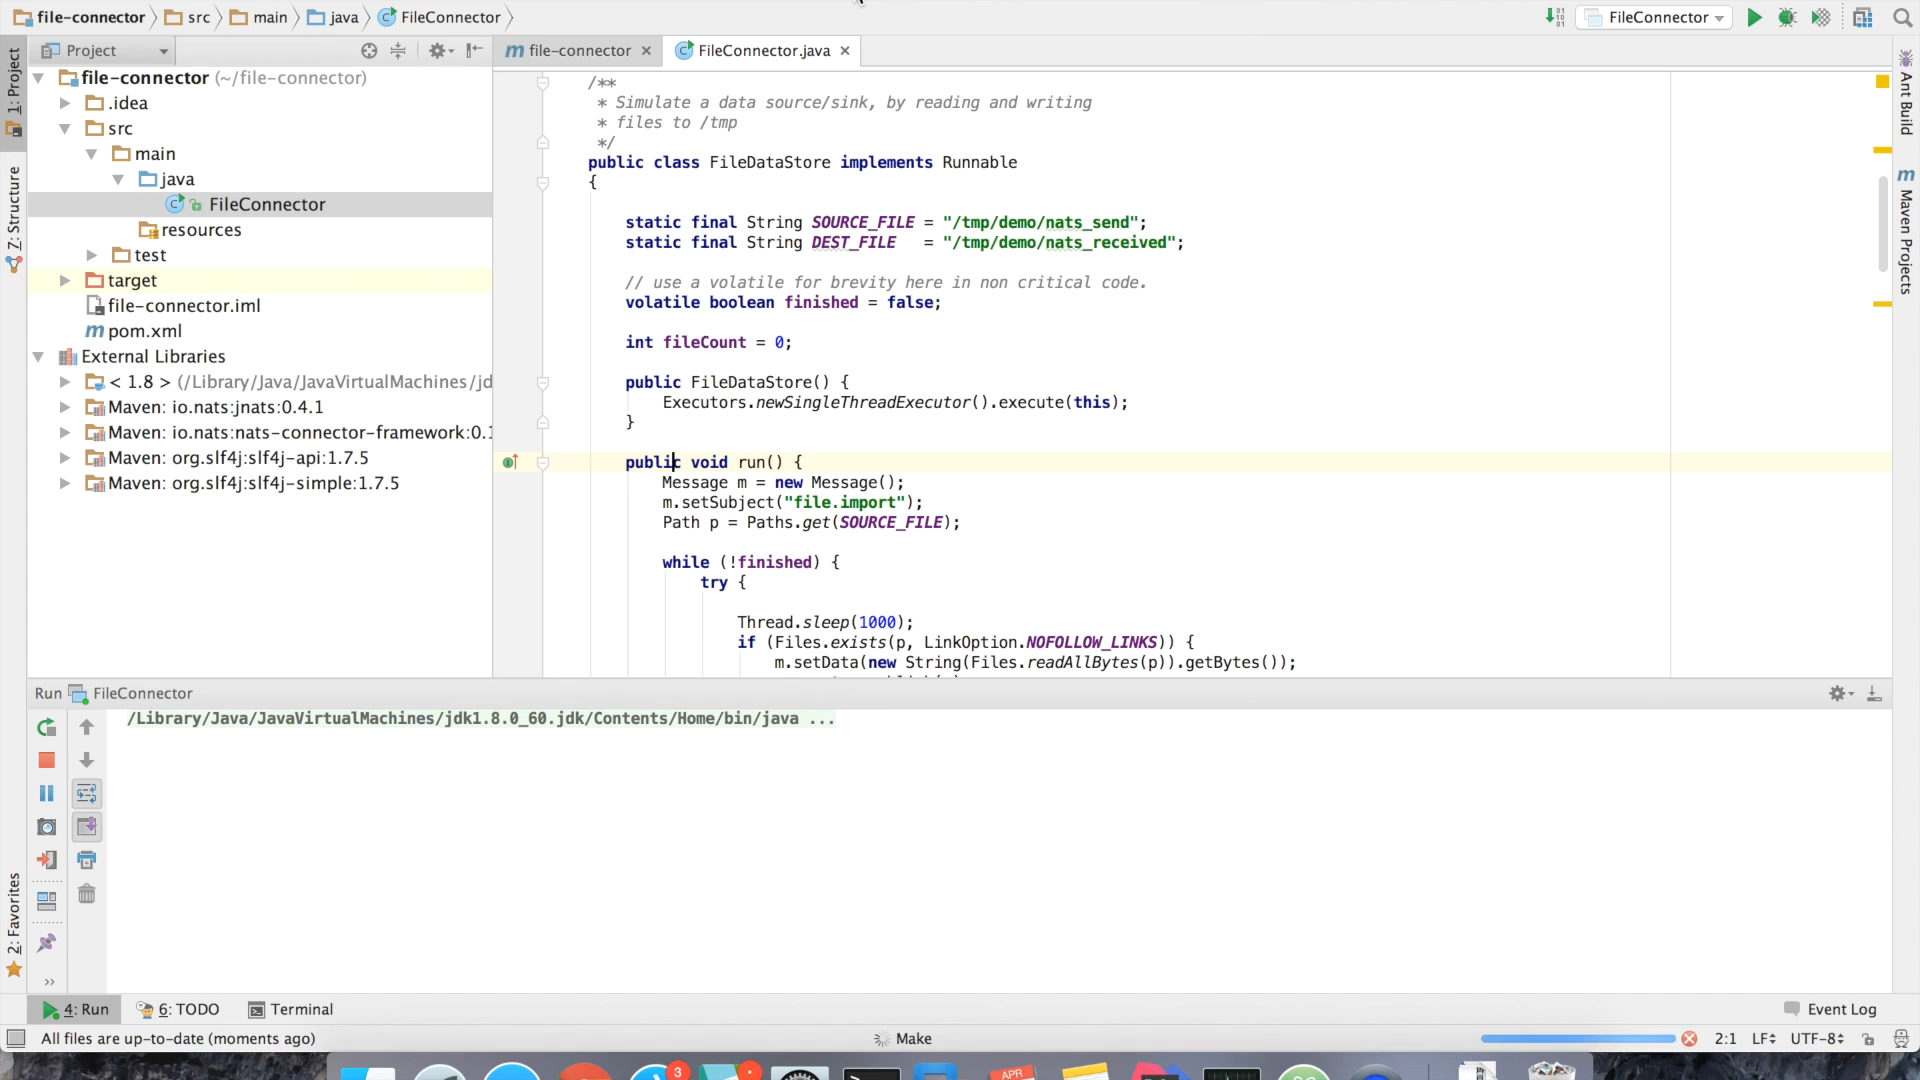 file-connector src main java FileConnector
FileConnector
Project
file-connector
FileConnector.java
1: Project
Z: Structure
2: Favorites
file-connector (~/file-connector)
.idea
src
main
java
FileConnector
resources
test
target
file-connector.iml
pom.xml
External Libraries
< 1.8 > (/Library/Java/JavaVirtualMachines/jd
Maven: io.nats:jnats:0.4.1
Maven: io.nats:nats-connector-framework:0.1
Maven: org.slf4j:slf4j-api:1.7.5
Maven: org.slf4j:slf4j-simple:1.7.5
/**
* Simulate a data source/sink, by reading and writing
* files to /tmp
*/
public class FileDataStore implements Runnable
{
static final String SOURCE_FILE = "/tmp/demo/nats_send";
static final String DEST_FILE = "/tmp/demo/nats_received";
// use a volatile for brevity here in non critical code.
volatile boolean finished = false;
int fileCount = 0;
public FileDataStore() {
Executors.newSingleThreadExecutor().execute(this);
}
public void run() {
Message m = new Message();
m.setSubject("file.import");
Path p = Paths.get(SOURCE_FILE);
while (!finished) {
try {
Thread.sleep(1000);
if (Files.exists(p, LinkOption.NOFOLLOW_LINKS)) {
m.setData(new String(Files.readAllBytes(p)).getBytes());
Ant Build
m
Maven Projects
Run FileConnector
/Library/Java/JavaVirtualMachines/jdk1.8.0_60.jdk/Contents/Home/bin/java ...
4: Run
6: TODO
Terminal
Event Log
All files are up-to-date (moments ago)
Make
2:1 LF UTF-8
3
APR